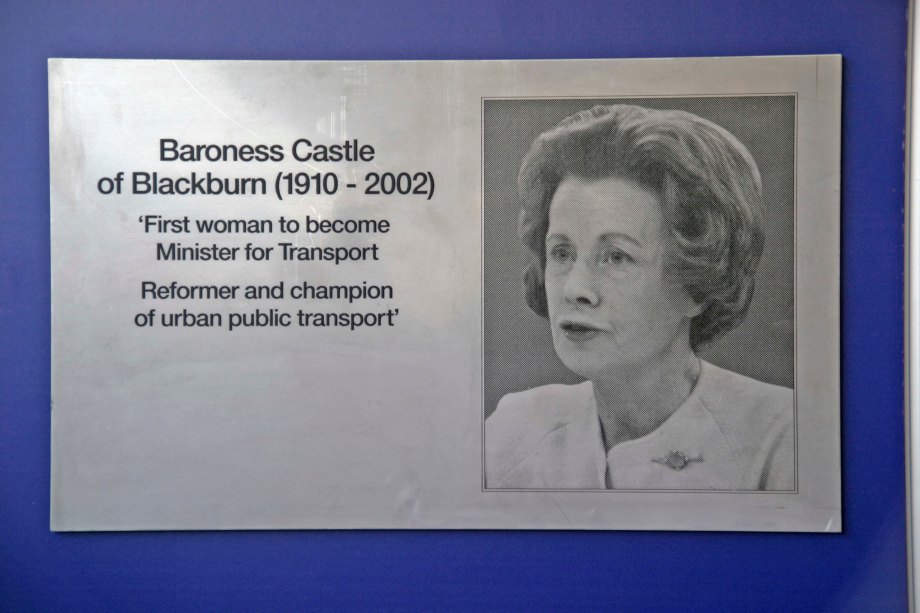 Baroness Castle
of Blackburn (1910 - 2002)
‘First woman to become
Minister for Transport
Reformer and champion
of urban public transport’